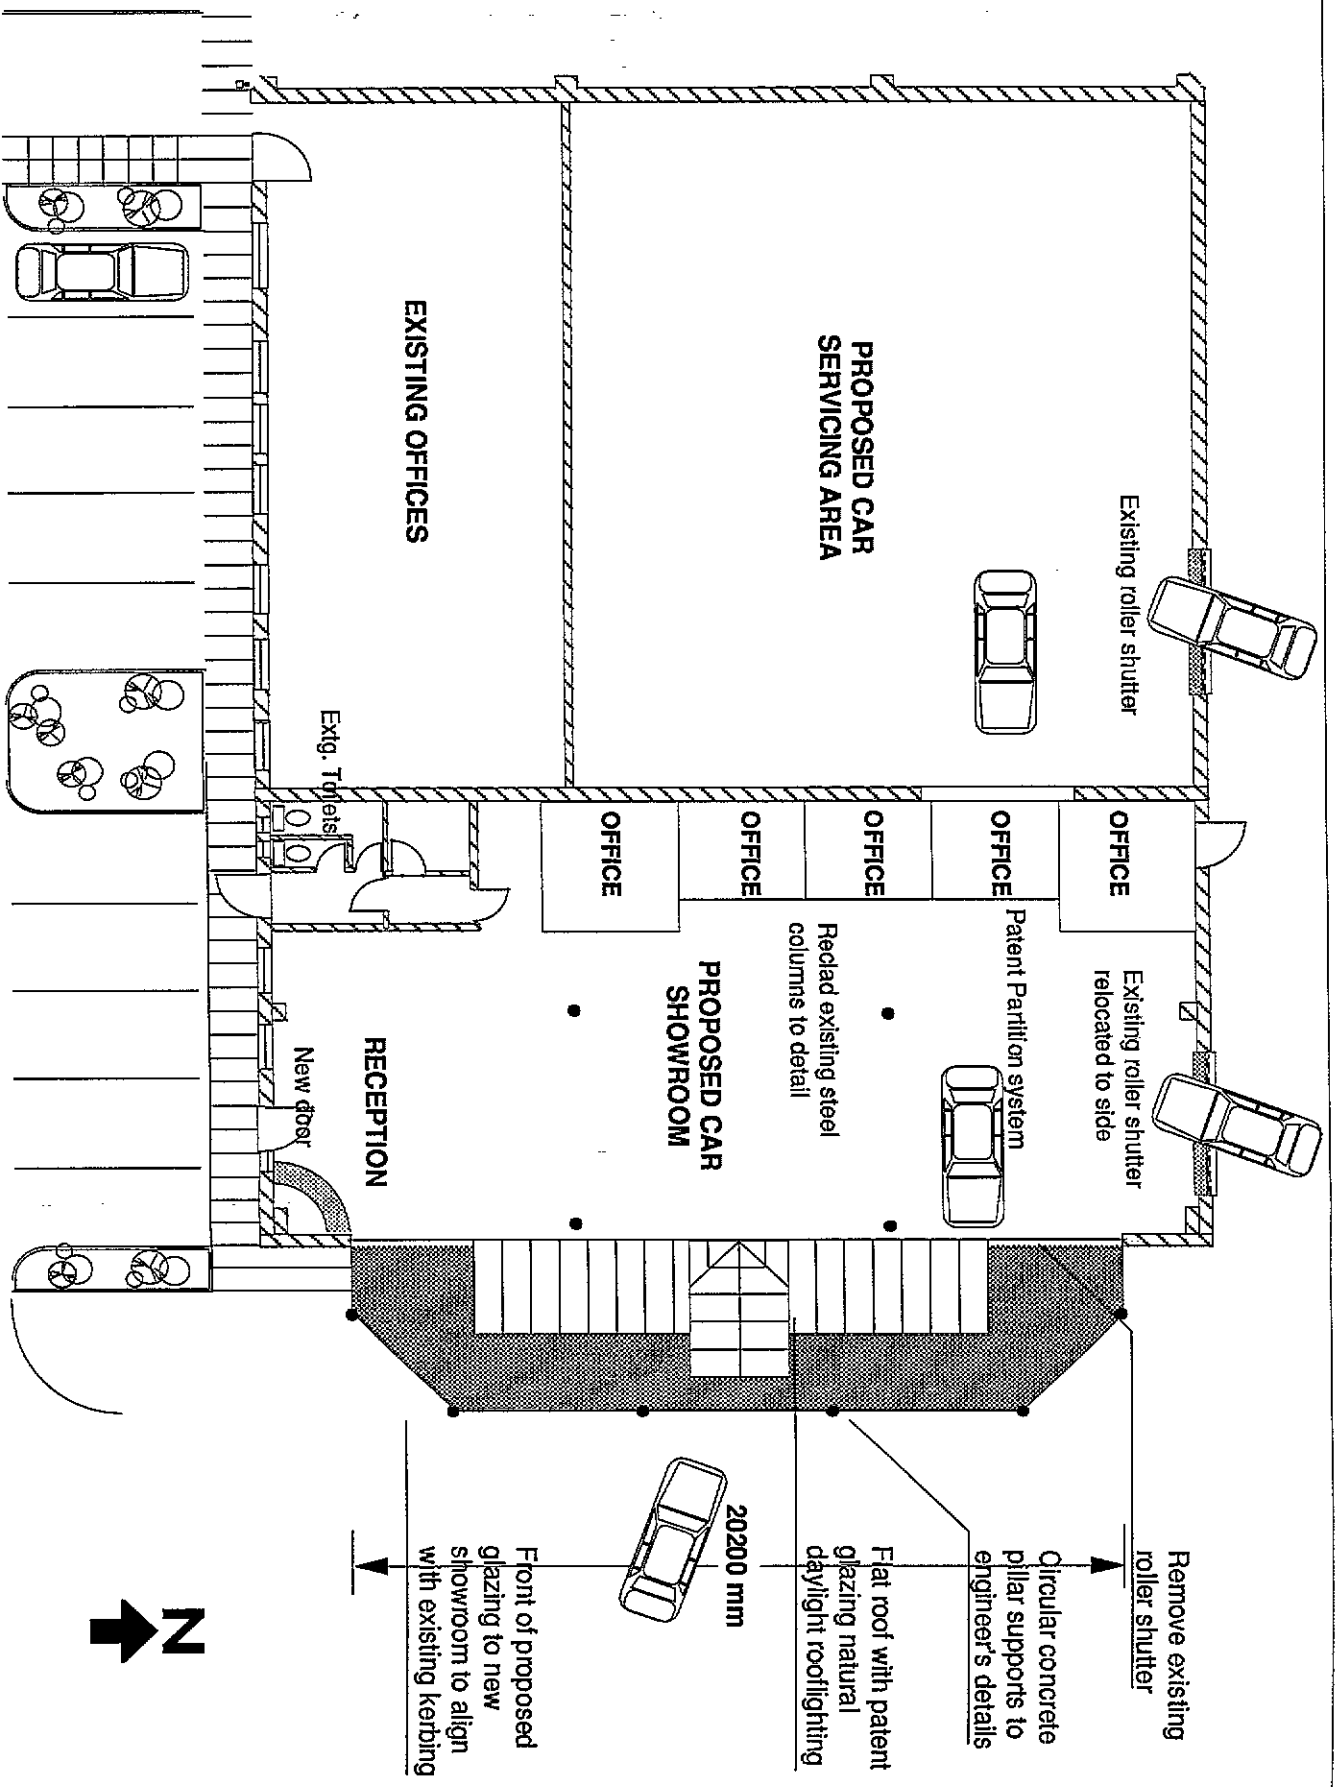 Existing roller shutter
PROPOSED CAR
SERVICING AREA
EXISTING OFFICES
Extg. Toilets
OFFICE
OFFICE
OFFICE
OFFICE
OFFICE
Patent Partition system
Existing roller shutter
relocated to side
Reclad existing steel
columns to detail
PROPOSED CAR
SHOWROOM
RECEPTION
New door
Remove existing
roller shutter
Circular concrete
pillar supports to
engineer's details
Flat roof with patent
glazing natural
daylight rooflighting
20200 mm
Front of proposed
glazing to new
showroom to align
with existing kerbing
N